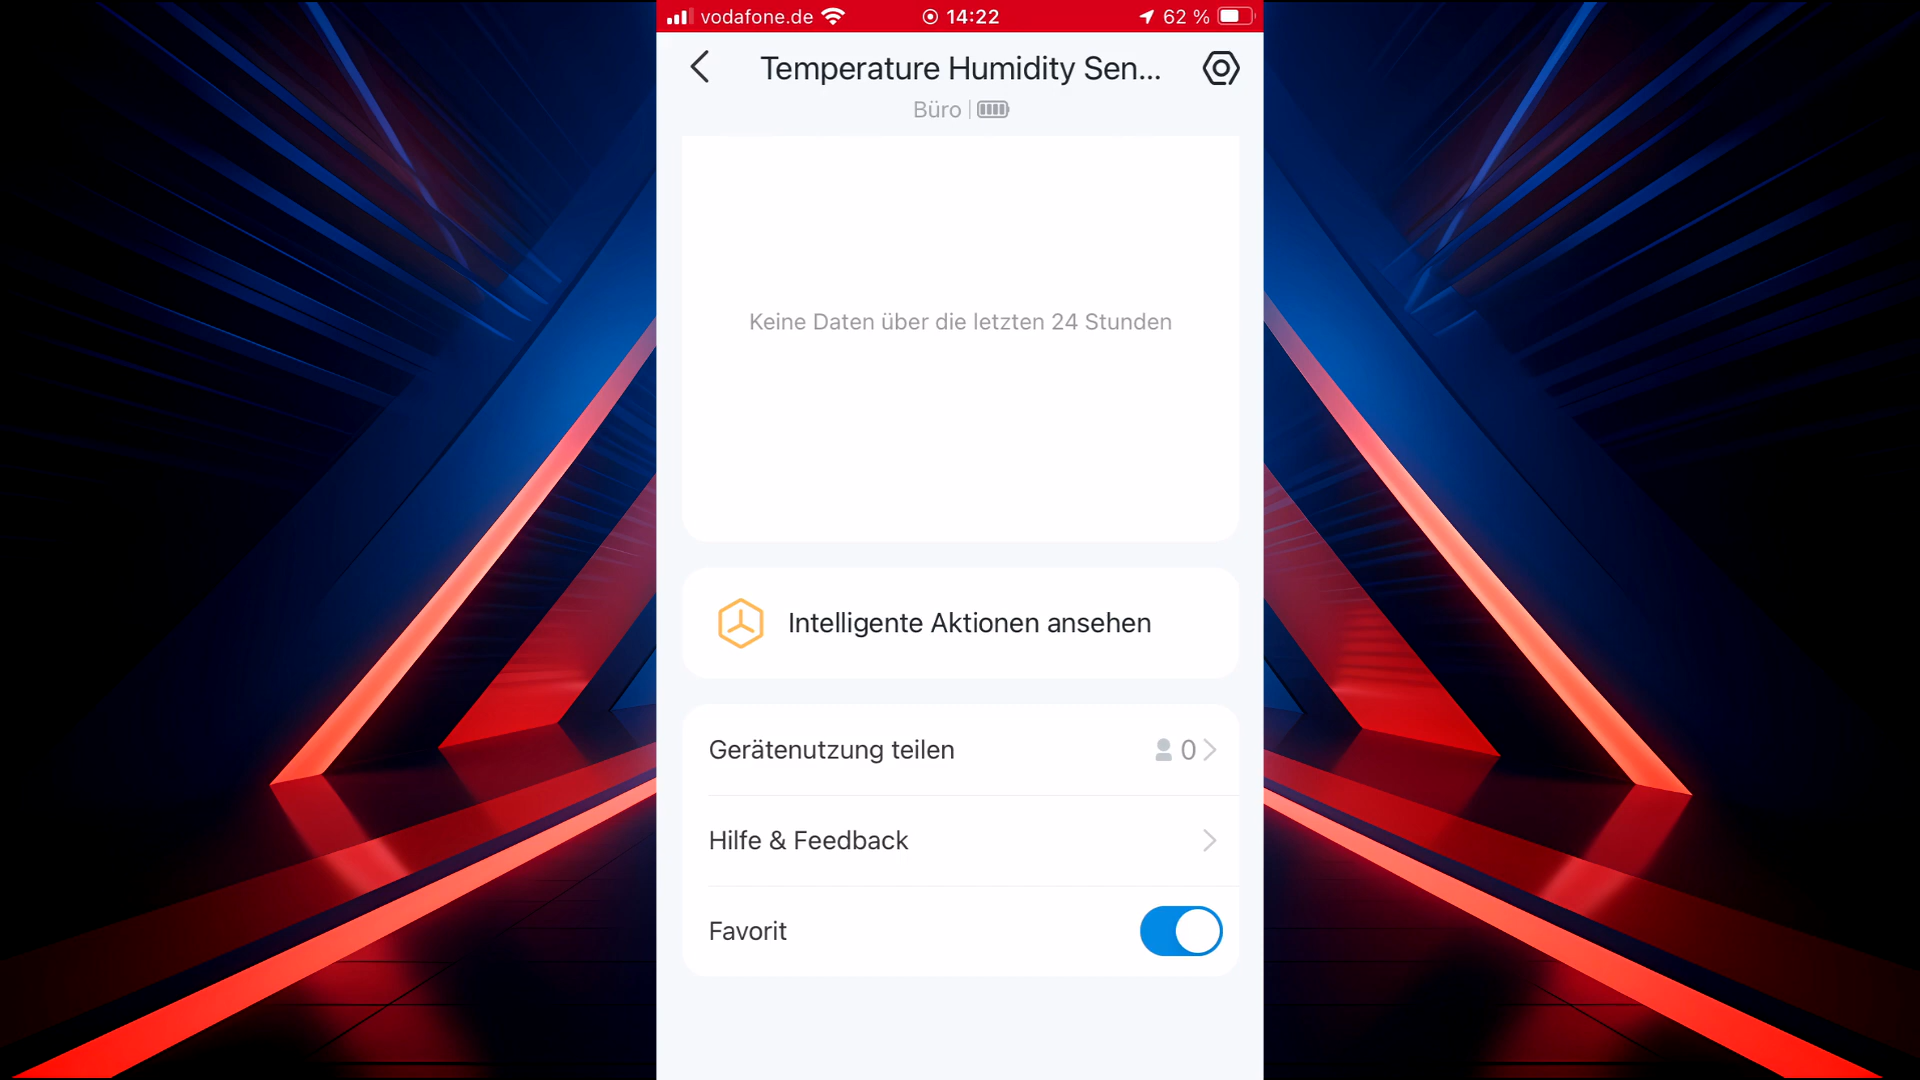 vodafone.de 14:22 62 %
Temperature Humidity Sen...
Büro
Keine Daten über die letzten 24 Stunden
Intelligente Aktionen ansehen
Gerätenutzung teilen 0
Hilfe & Feedback
Favorit